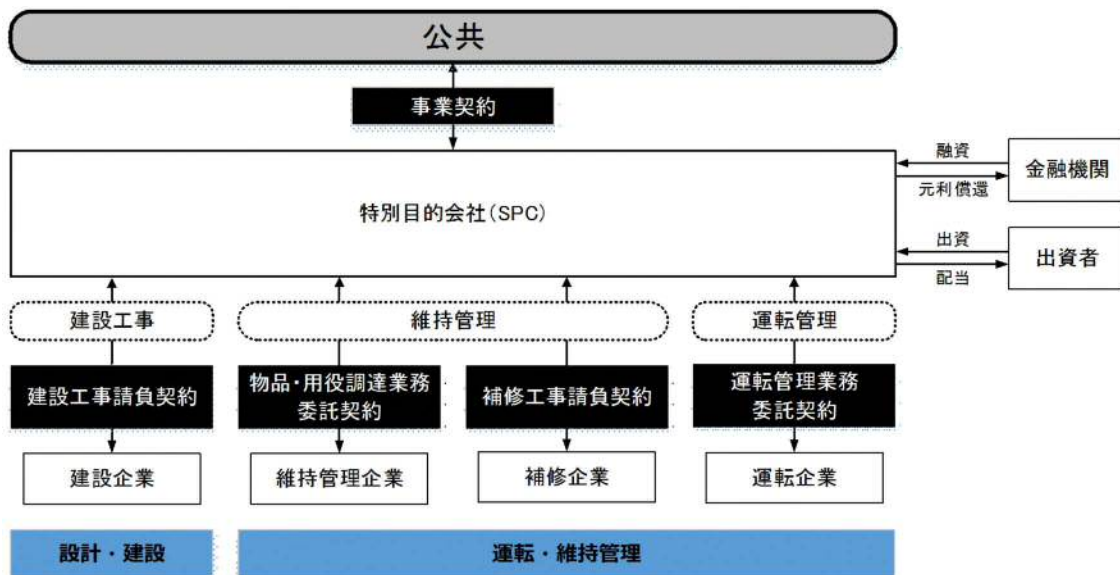 公共
事業契約
特別目的会社(SPC)
融資
元利償還
金融機関
出資
配当
出資者
建設工事
維持管理
運転管理
建設工事請負契約
物品・用役調達業務
委託契約
補修工事請負契約
運転管理業務
委託契約
建設企業
維持管理企業
補修企業
運転企業
設計・建設
運転・維持管理